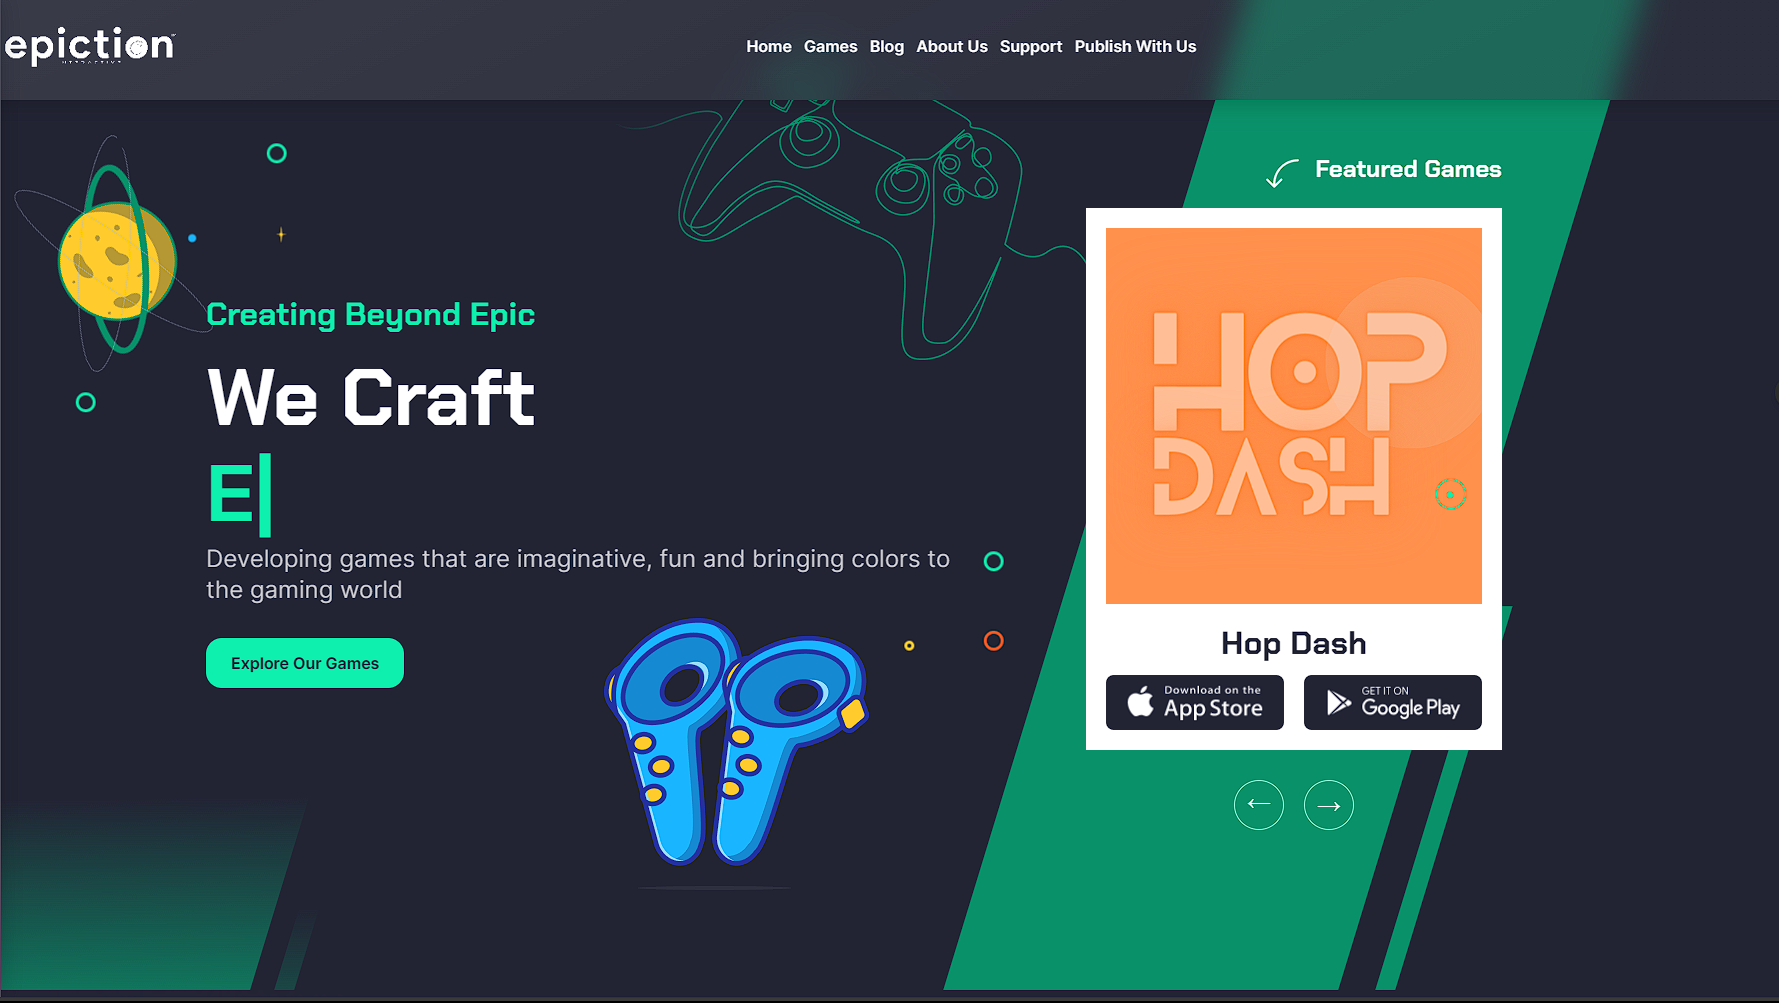 epiction
Home Games Blog About Us Support Publish With Us
Featured Games
Creating Beyond Epic
We Craft
E
Developing games that are imaginative, fun and bringing colors to
the gaming world
Explore Our Games
HOP
DASH
Hop Dash
Download on the
App Store
GET IT ON
Google Play